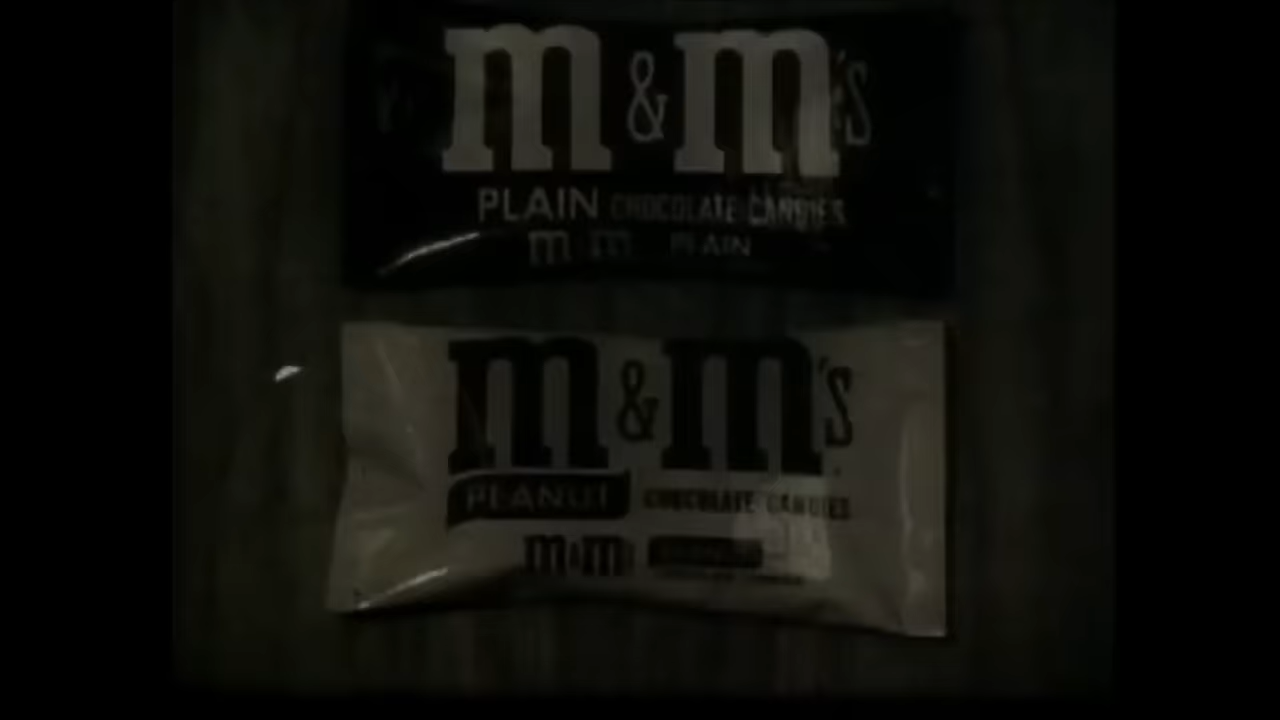 m&m's
PLAIN CHOCOLATE CANDIES
m&m PLAIN
m&m's
PEANUT CHOCOLATE CANDIES
m&m